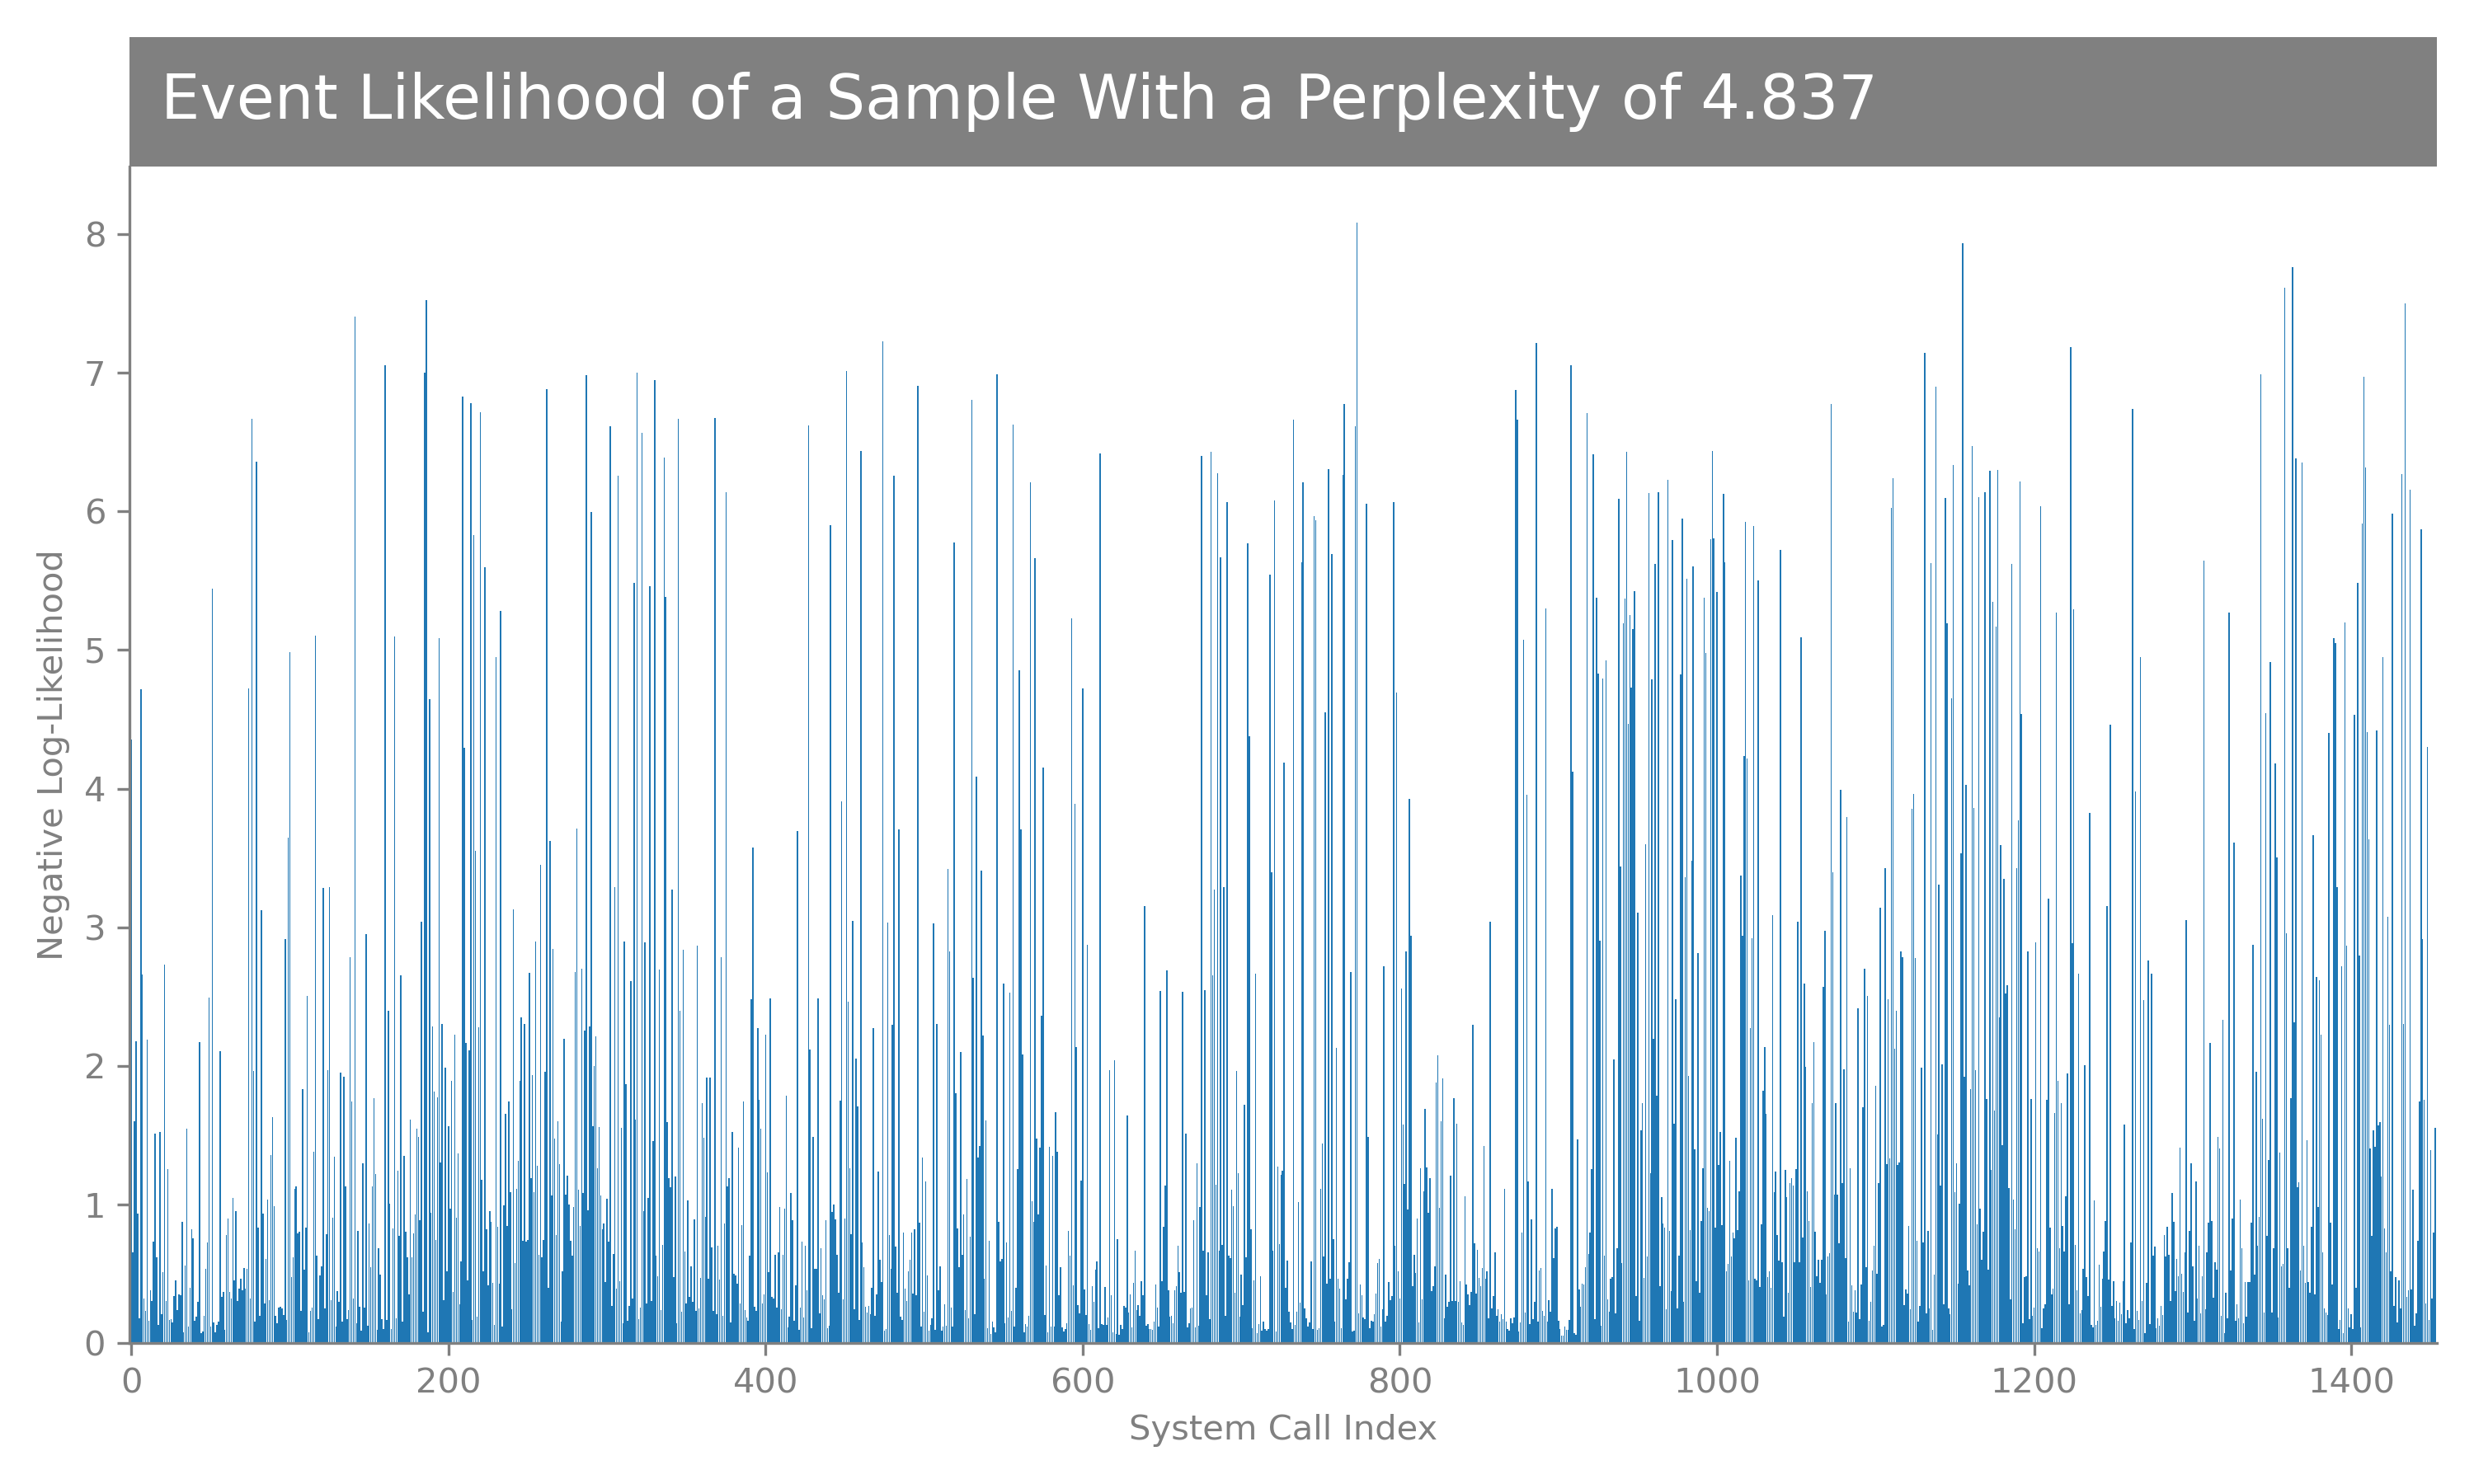 Event Likelihood of a Sample With a Perplexity of 4.837
8
7
6
5
4
3
2
1
0
Negative Log-Likelihood
0 200 400 600 800 1000 1200 1400
System Call Index